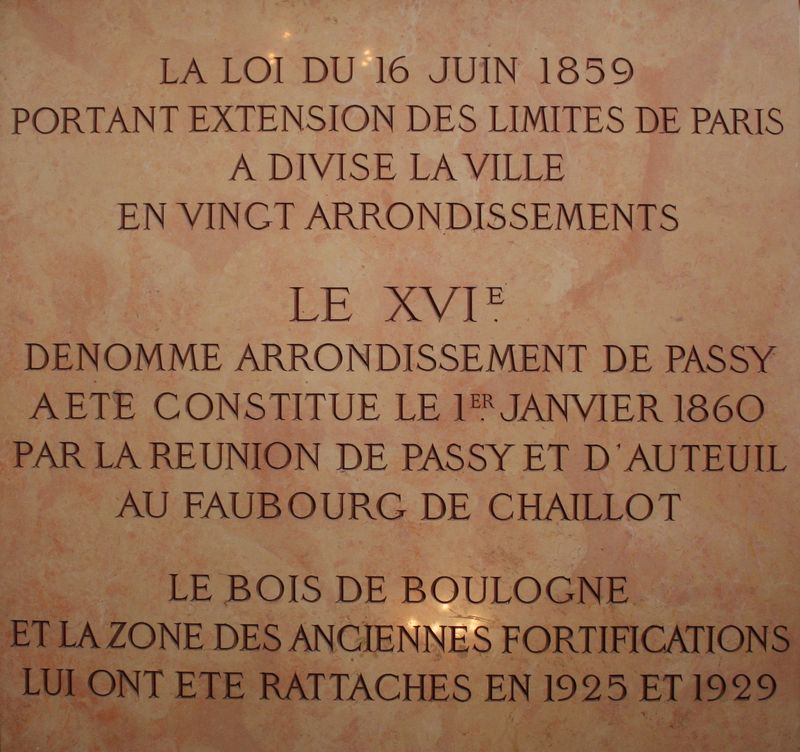 LA LOI DU 16 JUIN 1859
PORTANT EXTENSION DES LIMITES DE PARIS
A DIVISE LA VILLE
EN VINGT ARRONDISSEMENTS
LE XVIE.
DENOMME ARRONDISSEMENT DE PASSY
A ETE CONSTITUE LE 1ER. JANVIER 1860
PAR LA REUNION DE PASSY ET D'AUTEUIL
AU FAUBOURG DE CHAILLOT
LE BOIS DE BOULOGNE
ET LA ZONE DES ANCIENNES FORTIFICATIONS
LUI ONT ETE RATTACHES EN 1925 ET 1929